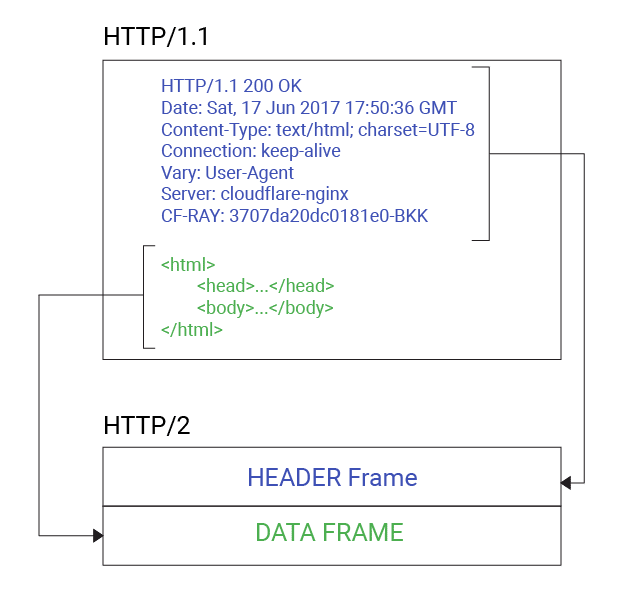 HTTP/1.1
HTTP/1.1 200 OK
Date: Sat, 17 Jun 2017 17:50:36 GMT
Content-Type: text/html; charset=UTF-8
Connection: keep-alive
Vary: User-Agent
Server: cloudflare-nginx
CF-RAY: 3707da20dc0181e0-BKK
<html>
<head>...</head>
<body>...</body>
</html>
HTTP/2
HEADER Frame
DATA FRAME